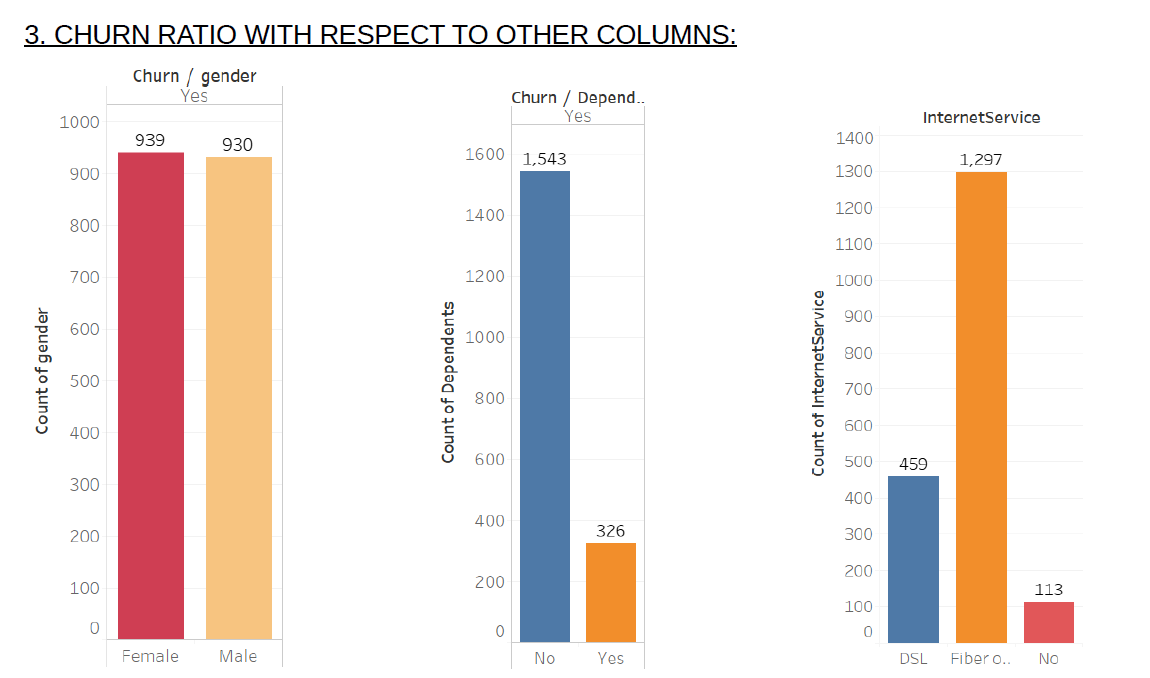 3. CHURN RATIO WITH RESPECT TO OTHER COLUMNS:
Churn / gender
Yes
1000
900
800
700
600
500
400
300
200
100
0
Count of gender
939
930
Female
Male
Churn / Depend..
Yes
1600
1400
1200
1000
800
600
400
200
0
Count of Dependents
1,543
326
No
Yes
InternetService
1400
1300
1200
1100
1000
900
800
700
600
500
400
300
200
100
0
Count of InternetService
459
1,297
113
DSL
Fiber o..
No